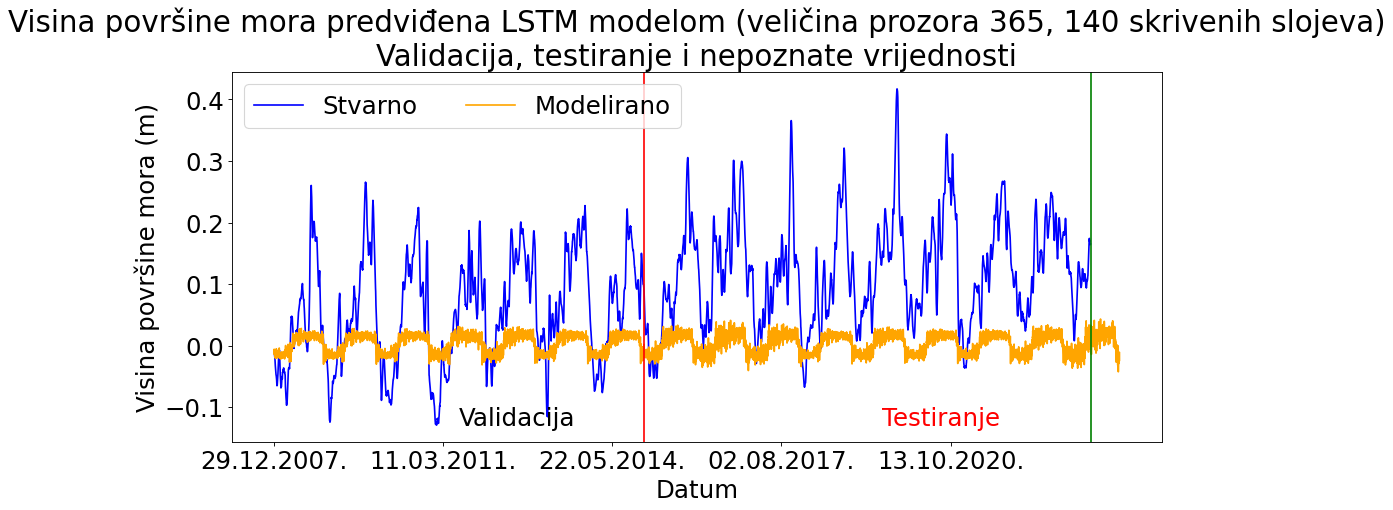 Visina površine mora predviđena LSTM modelom (veličina prozora 365, 140 skrivenih slojeva)
Validacija, testiranje i nepoznate vrijednosti
Stvarno
Modelirano
Visina površine mora (m)
0.4
0.3
0.2
0.1
0.0
−0.1
Validacija
Testiranje
29.12.2007.
11.03.2011.
22.05.2014.
02.08.2017.
13.10.2020.
Datum